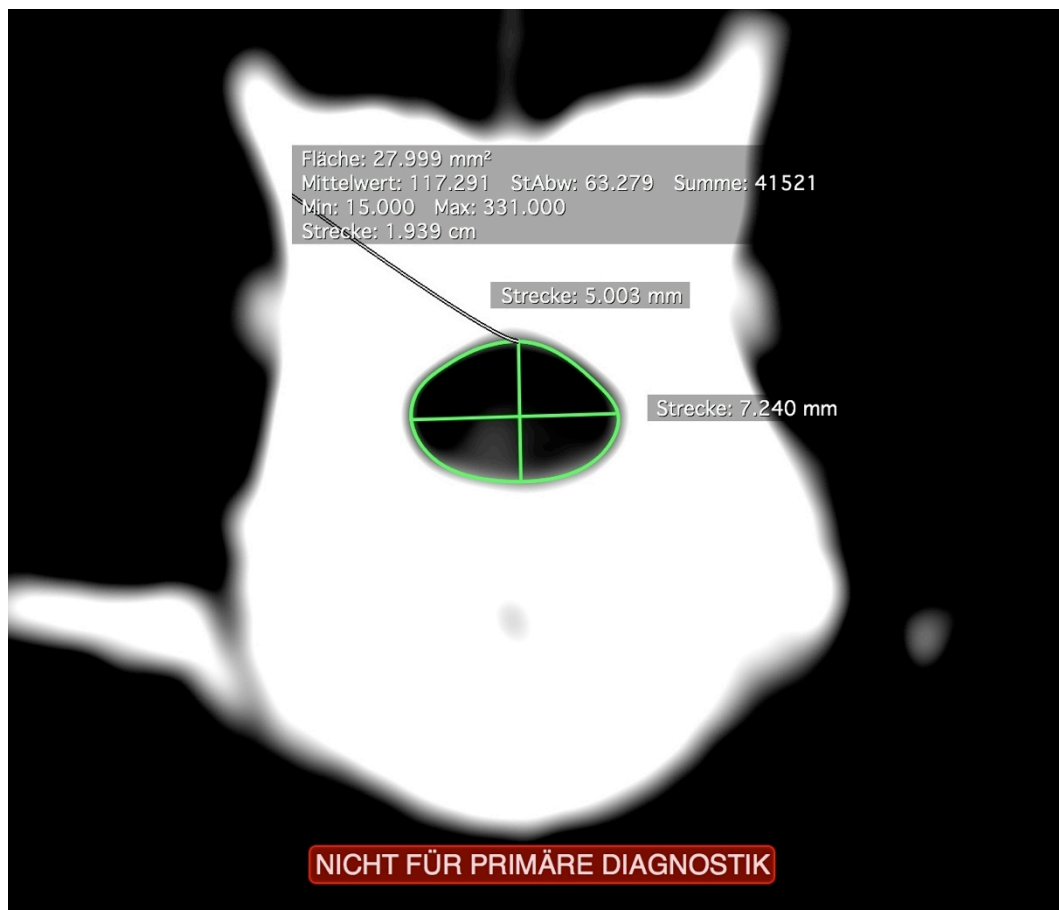 Fläche: 27.999 mm²
Mittelwert: 117.291 StAbw: 63.279 Summe: 41521
Min: 15.000 Max: 331.000
Strecke: 1.939 cm
Strecke: 5.003 mm
Strecke: 7.240 mm
NICHT FÜR PRIMÄRE DIAGNOSTIK